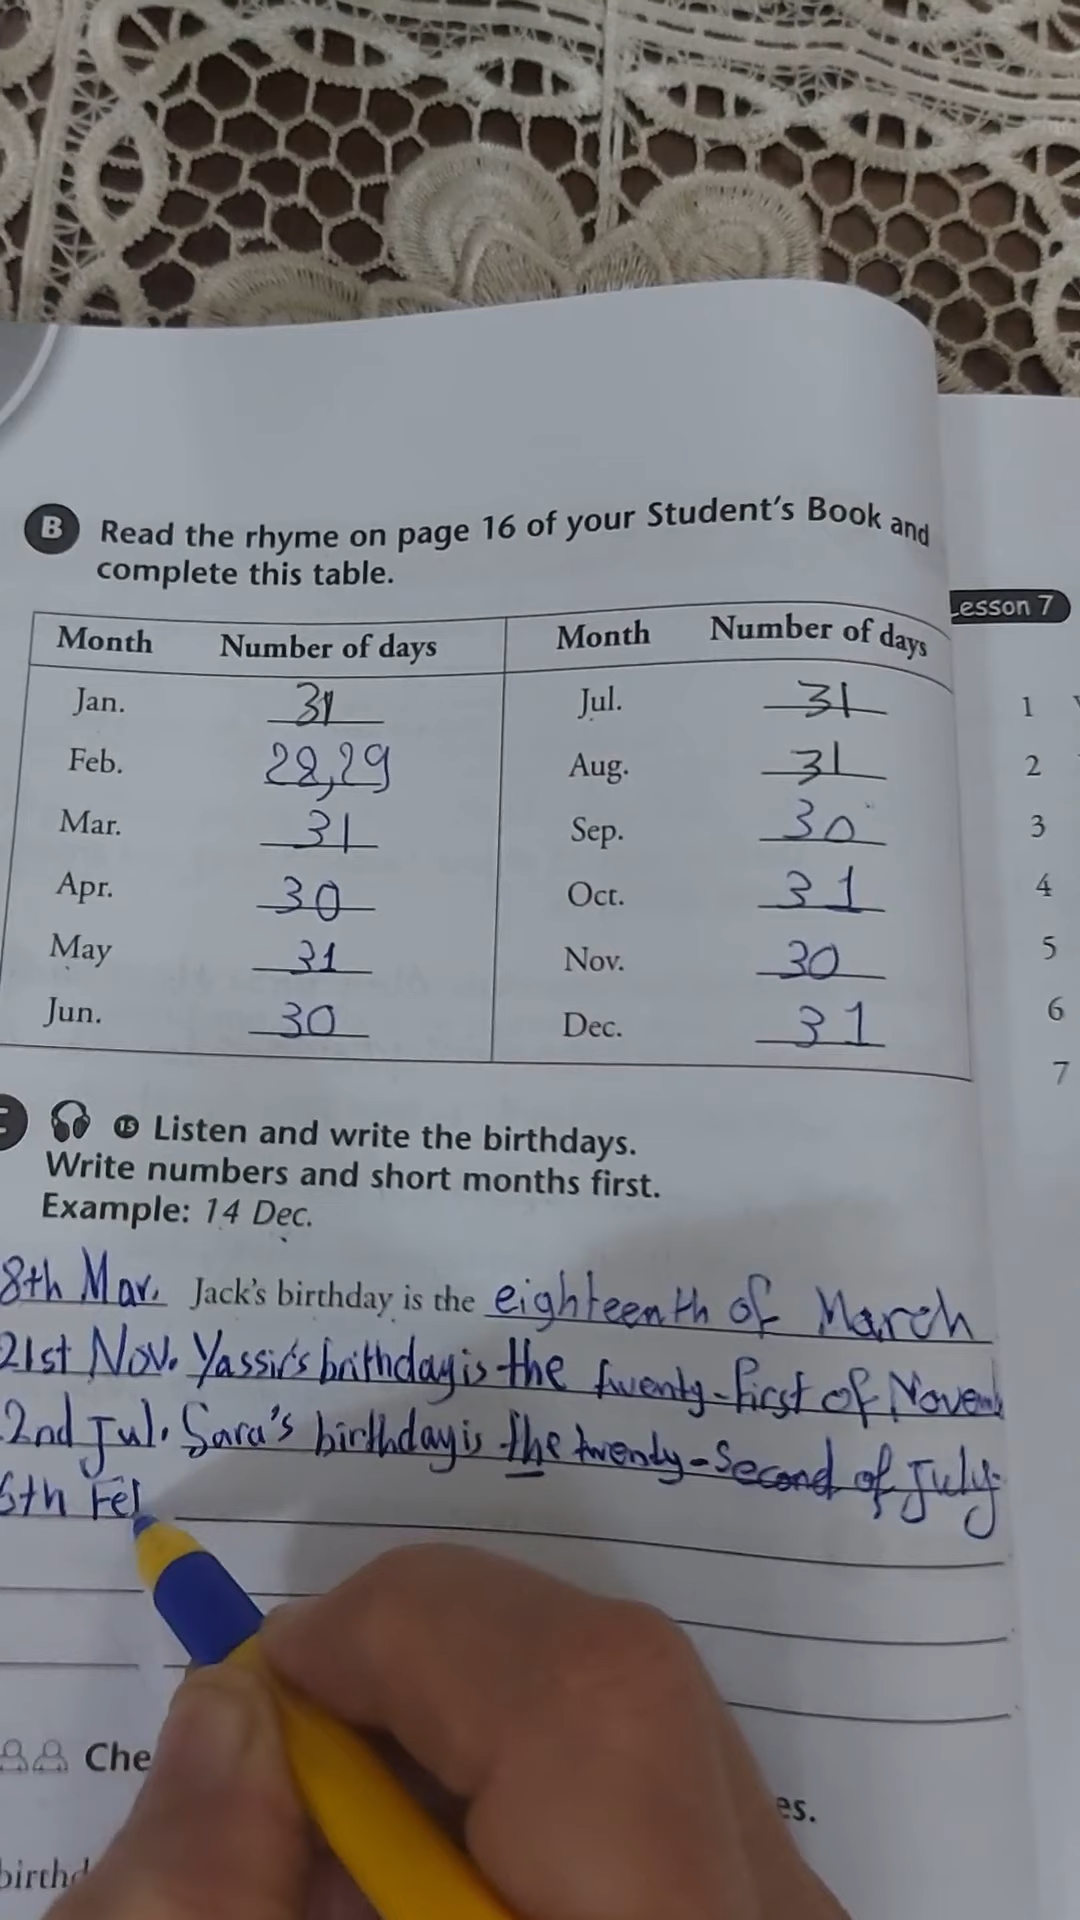 B Read the rhyme on page 16 of your Student's Book and
complete this table.
Month Number of days Month Number of days
Jan. 31 Jul. 31
Feb. 28,29 Aug. 31
Mar. 31 Sep. 30
Apr. 30 Oct. 31
May 31 Nov. 30
Jun. 30 Dec. 31
Lesson 7
1
2
3
4
5
6
7
15 Listen and write the birthdays.
Write numbers and short months first.
Example: 14 Dec.
8th Mar. Jack's birthday is the eighteenth of March
21st Nov. Yassir's brithday is the twenty-first of Novem
2nd Jul. Sara's birthday is the twenty-second of July.
6th Feb
Che
es.
birthd